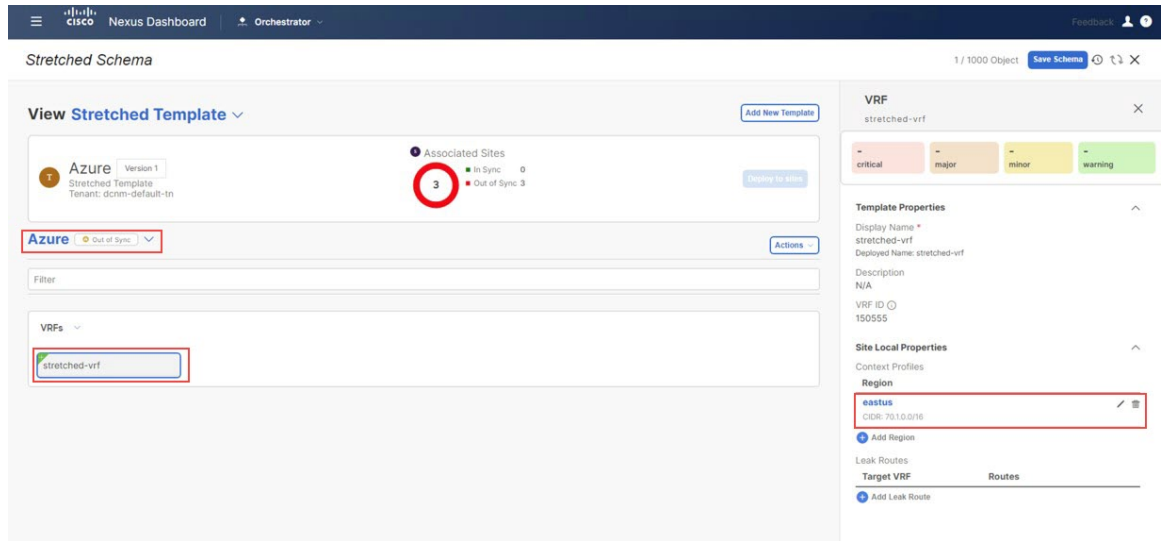 CISCO Nexus Dashboard Orchestrator Feedback
Stretched Schema 1 / 1000 Object Save Schema
View Stretched Template Add New Template
T Azure Version 1
Stretched Template
Tenant: dcnm-default-tn
Associated Sites
3
In Sync 0
Out of Sync 3
Deploy to sites
Azure Out of Sync Actions
Filter
VRFs
stretched-vrf
VRF
stretched-vrf
- - - -
critical major minor warning
Template Properties
Display Name *
stretched-vrf
Deployed Name: stretched-vrf
Description
N/A
VRF ID
150555
Site Local Properties
Context Profiles
Region
eastus
CIDR: 70.1.0.0/16
Add Region
Leak Routes
Target VRF Routes
Add Leak Route